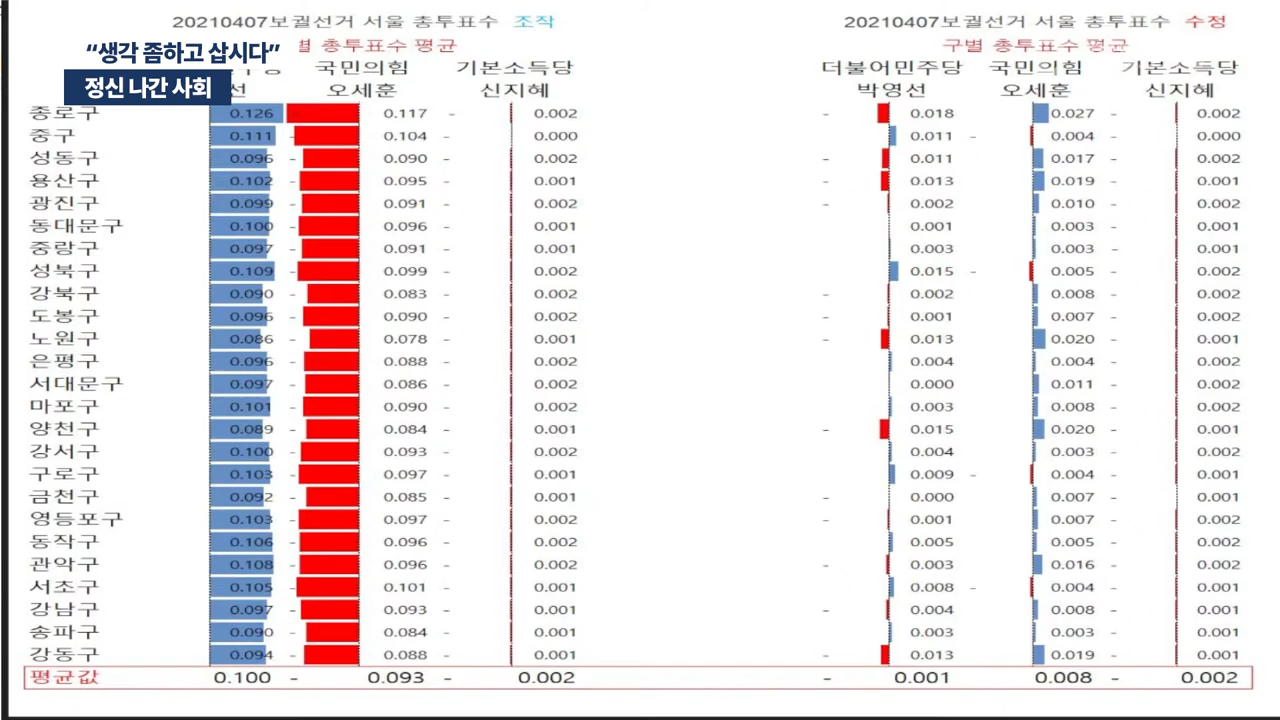 20210407보궐선거 서울 총투표수 조작 20210407보궐선거 서울 총투표수 수정
“생각 좀하고 삽시다” 별 총투표수 평균 구별 총투표수 평균
국민의힘 기본소득당 더불어민주당 국민의힘 기본소득당
정신 나간 사회 선 오세훈 신지혜 박영선 오세훈 신지혜
종로구 0.126 0.117 - 0.002 - 0.018 0.027 - 0.002
중구 0.111 0.104 - 0.000 0.011 - 0.004 - 0.000
성동구 0.096 - 0.090 - 0.002 - 0.011 0.017 - 0.002
용산구 0.102 - 0.095 - 0.001 - 0.013 0.019 - 0.001
광진구 0.099 - 0.091 - 0.002 - 0.002 0.010 - 0.002
동대문구 0.100 - 0.096 - 0.001 0.001 0.003 - 0.001
중랑구 0.097 - 0.091 - 0.001 0.003 0.003 - 0.001
성북구 0.109 - 0.099 - 0.002 0.015 - 0.005 - 0.002
강북구 0.090 - 0.083 - 0.002 - 0.002 0.008 - 0.002
도봉구 0.096 - 0.090 - 0.002 - 0.001 0.007 - 0.002
노원구 0.086 - 0.078 - 0.001 - 0.013 0.020 - 0.001
은평구 0.096 - 0.088 - 0.002 0.004 0.004 - 0.002
서대문구 0.097 - 0.086 - 0.002 0.000 0.011 - 0.002
마포구 0.101 - 0.090 - 0.002 0.003 0.008 - 0.002
양천구 0.089 - 0.084 - 0.001 - 0.015 0.020 - 0.001
강서구 0.100 - 0.093 - 0.002 0.004 0.003 - 0.002
구로구 0.103 - 0.097 - 0.001 0.009 - 0.004 - 0.001
금천구 0.092 - 0.085 - 0.001 - 0.000 0.007 - 0.001
영등포구 0.103 - 0.097 - 0.002 - 0.001 0.007 - 0.002
동작구 0.106 - 0.096 - 0.002 0.005 0.005 - 0.002
관악구 0.108 - 0.096 - 0.002 - 0.003 0.016 - 0.002
서초구 0.105 - 0.101 - 0.001 0.008 - 0.004 - 0.001
강남구 0.097 - 0.093 - 0.001 - 0.004 0.008 - 0.001
송파구 0.090 - 0.084 - 0.001 0.003 0.003 - 0.001
강동구 0.094 - 0.088 - 0.001 - 0.013 0.019 - 0.001
평균값 0.100 - 0.093 - 0.002 - 0.001 0.008 - 0.002